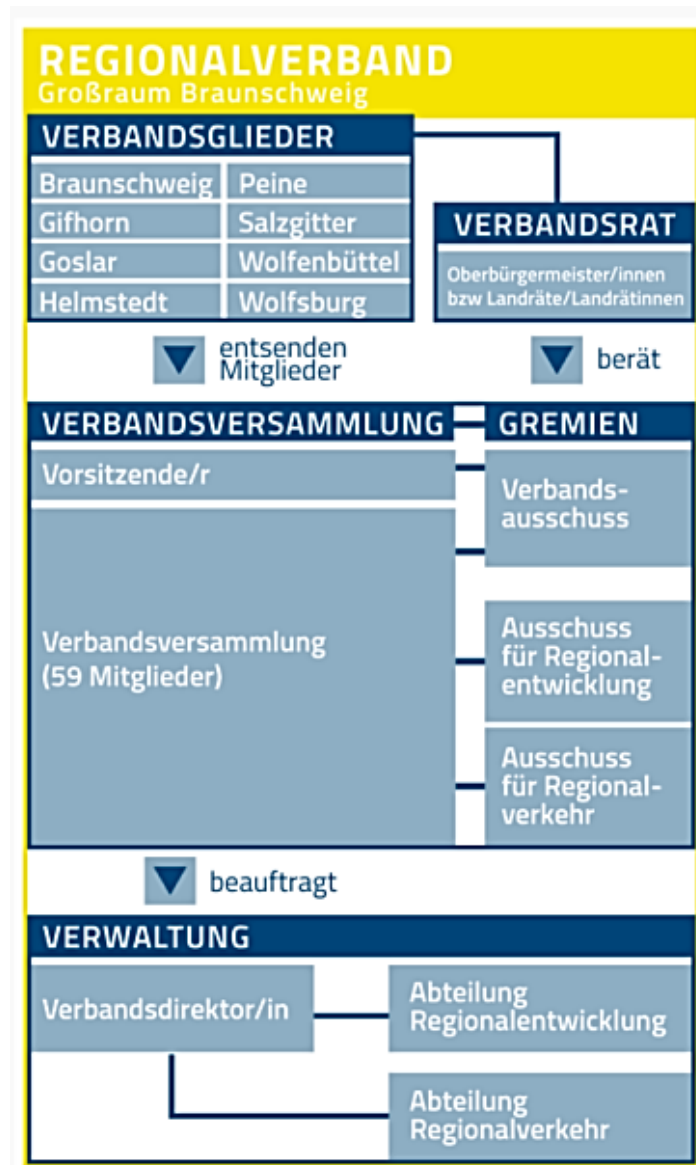 REGIONALVERBAND
Großraum Braunschweig
VERBANDSGLIEDER
Braunschweig Peine
Gifhorn Salzgitter
Goslar Wolfenbüttel
Helmstedt Wolfsburg
VERBANDSRAT
Oberbürgermeister/innen
bzw Landräte/Landrätinnen
entsenden
Mitglieder
berät
VERBANDSVERSAMMLUNG
Vorsitzende/r
Verbandsversammlung
(59 Mitglieder)
GREMIEN
Verbands-
ausschuss
Ausschuss
für Regional-
entwicklung
Ausschuss
für Regional-
verkehr
beauftragt
VERWALTUNG
Verbandsdirektor/in
Abteilung
Regionalentwicklung
Abteilung
Regionalverkehr